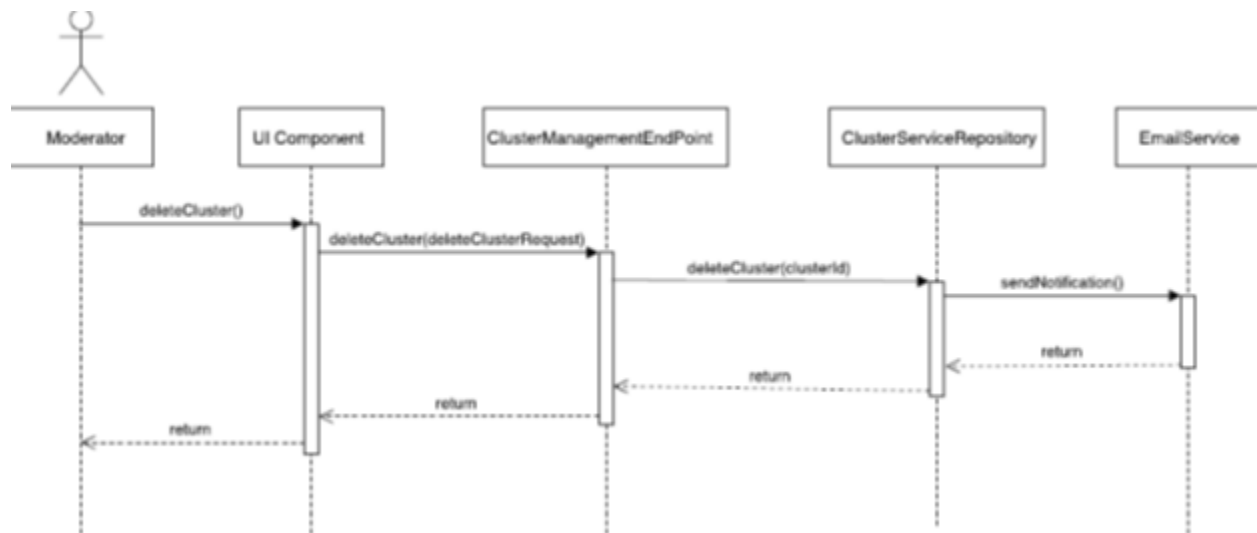 Moderator
UI Component
ClusterManagementEndPoint
ClusterServiceRepository
EmailService
deleteCluster()
deleteCluster(deleteClusterRequest)
deleteCluster(clusterId)
sendNotification()
return
return
return
return